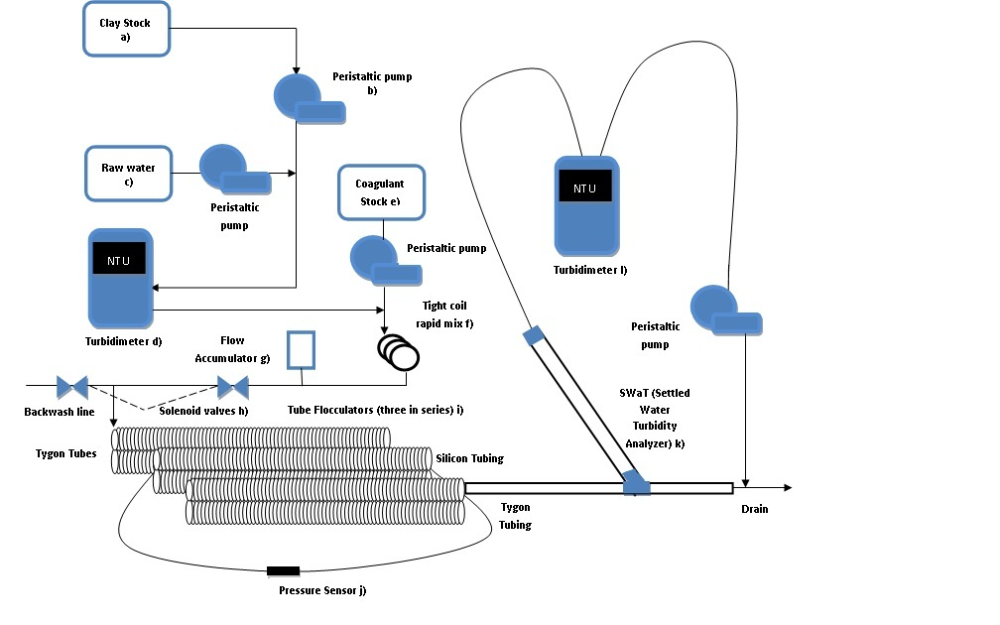 Clay Stock
a)
Peristaltic pump
b)
Raw water
c)
Peristaltic
pump
Coagulant
Stock e)
Peristaltic pump
NTU
Turbidimeter d)
Tight coil
rapid mix f)
Flow
Accumulator g)
Backwash line
Solenoid valves h)
Tube Flocculators (three in series) i)
Tygon Tubes
Silicon Tubing
Tygon
Tubing
Pressure Sensor j)
NTU
Turbidimeter l)
Peristaltic
pump
SWaT (Settled
Water
Turbidity
Analyzer) k)
Drain